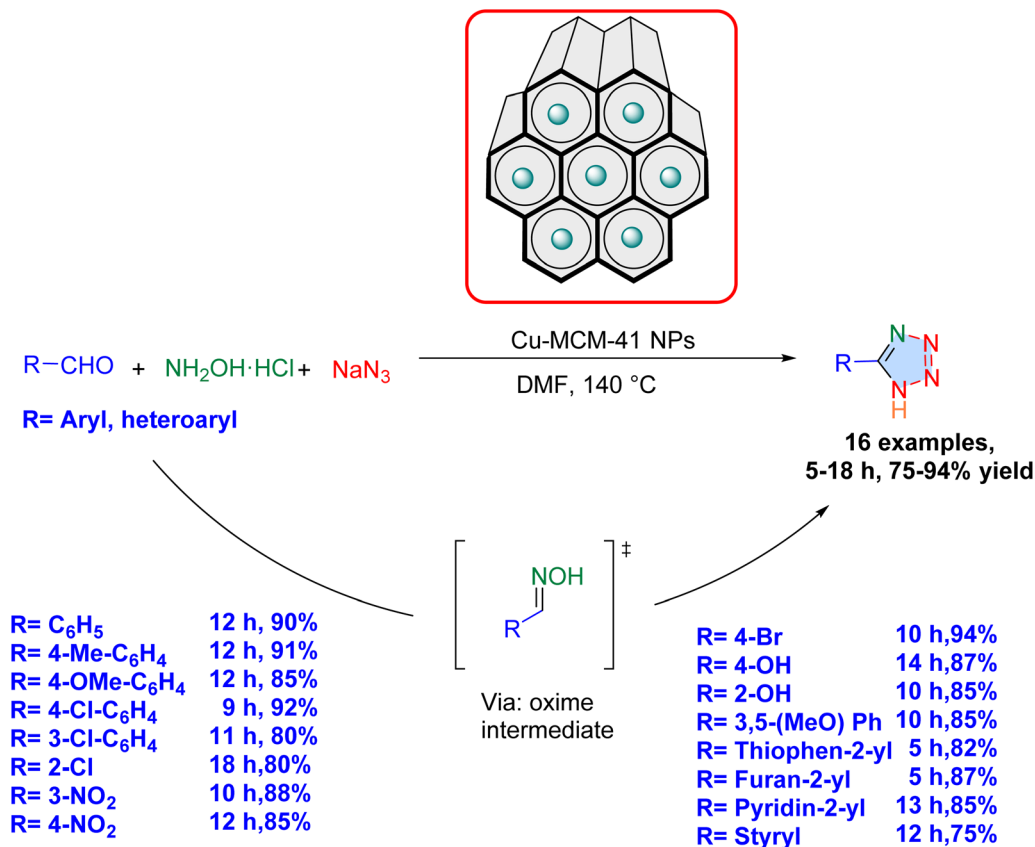 R–CHO + NH₂OH·HCl + NaN₃
Cu-MCM-41 NPs
DMF, 140 °C
R
N
N
N
N
H
R= Aryl, heteroaryl
16 examples,
5-18 h, 75-94% yield
NOH
R
‡
Via: oxime
intermediate
R= C₆H₅ 12 h, 90%
R= 4-Me-C₆H₄ 12 h, 91%
R= 4-OMe-C₆H₄ 12 h, 85%
R= 4-Cl-C₆H₄ 9 h, 92%
R= 3-Cl-C₆H₄ 11 h, 80%
R= 2-Cl 18 h,80%
R= 3-NO₂ 10 h,88%
R= 4-NO₂ 12 h,85%
R= 4-Br 10 h,94%
R= 4-OH 14 h,87%
R= 2-OH 10 h,85%
R= 3,5-(MeO) Ph 10 h,85%
R= Thiophen-2-yl 5 h,82%
R= Furan-2-yl 5 h,87%
R= Pyridin-2-yl 13 h,85%
R= Styryl 12 h,75%